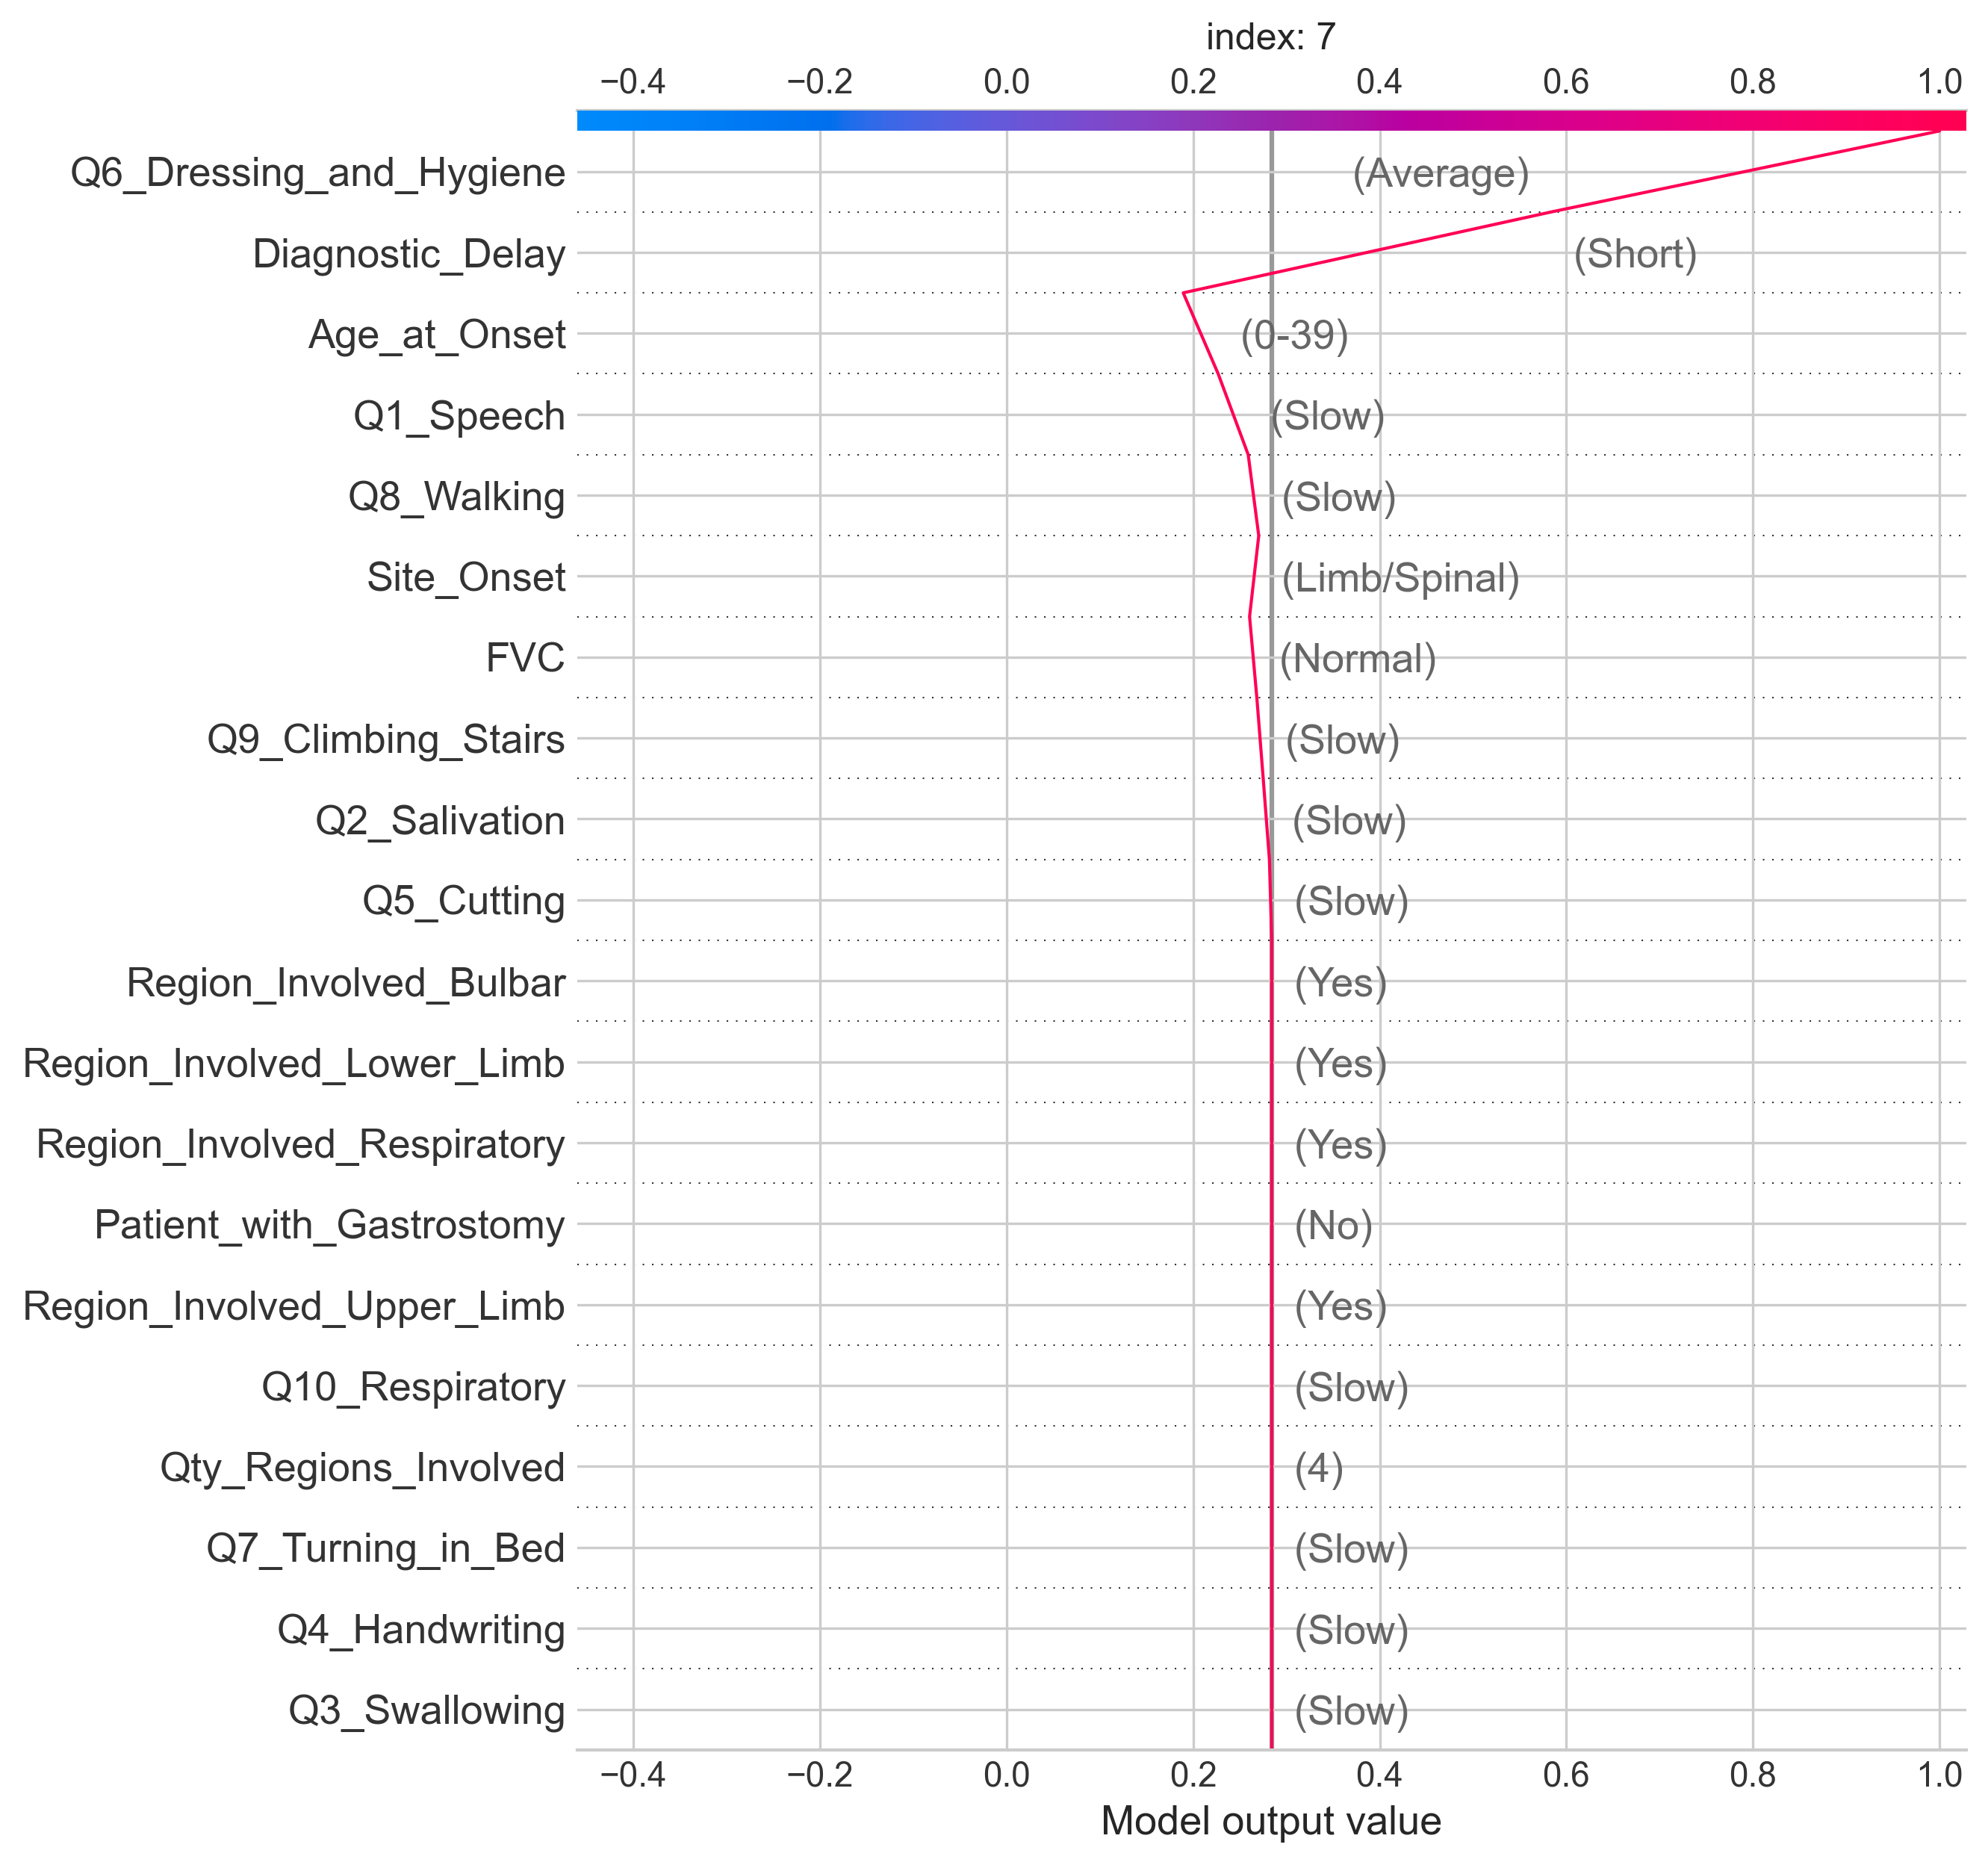 index: 7
−0.4 −0.2 0.0 0.2 0.4 0.6 0.8 1.0
Q6_Dressing_and_Hygiene (Average)
Diagnostic_Delay (Short)
Age_at_Onset (0-39)
Q1_Speech (Slow)
Q8_Walking (Slow)
Site_Onset (Limb/Spinal)
FVC (Normal)
Q9_Climbing_Stairs (Slow)
Q2_Salivation (Slow)
Q5_Cutting (Slow)
Region_Involved_Bulbar (Yes)
Region_Involved_Lower_Limb (Yes)
Region_Involved_Respiratory (Yes)
Patient_with_Gastrostomy (No)
Region_Involved_Upper_Limb (Yes)
Q10_Respiratory (Slow)
Qty_Regions_Involved (4)
Q7_Turning_in_Bed (Slow)
Q4_Handwriting (Slow)
Q3_Swallowing (Slow)
−0.4 −0.2 0.0 0.2 0.4 0.6 0.8 1.0
Model output value